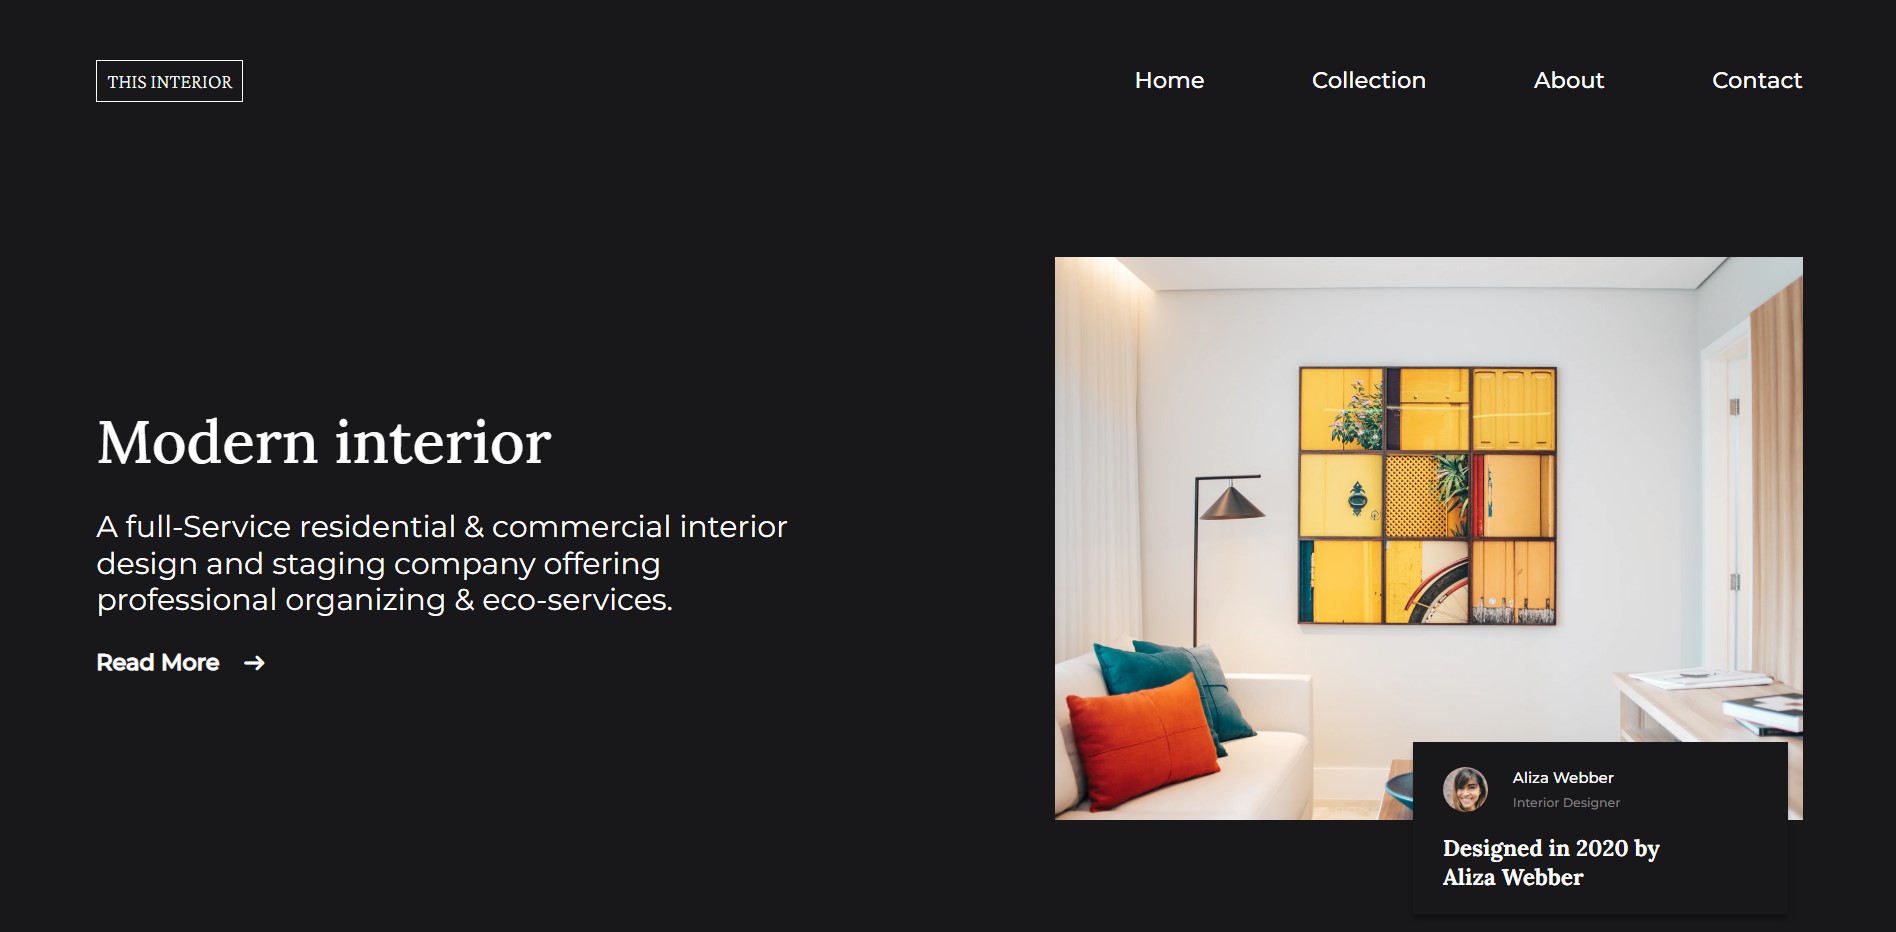 THIS INTERIOR
Home
Collection
About
Contact
Modern interior
A full-Service residential & commercial interior
design and staging company offering
professional organizing & eco-services.
Read More
Aliza Webber
Interior Designer
Designed in 2020 by
Aliza Webber